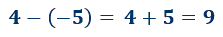 4 − (−5) = 4 + 5 = 9